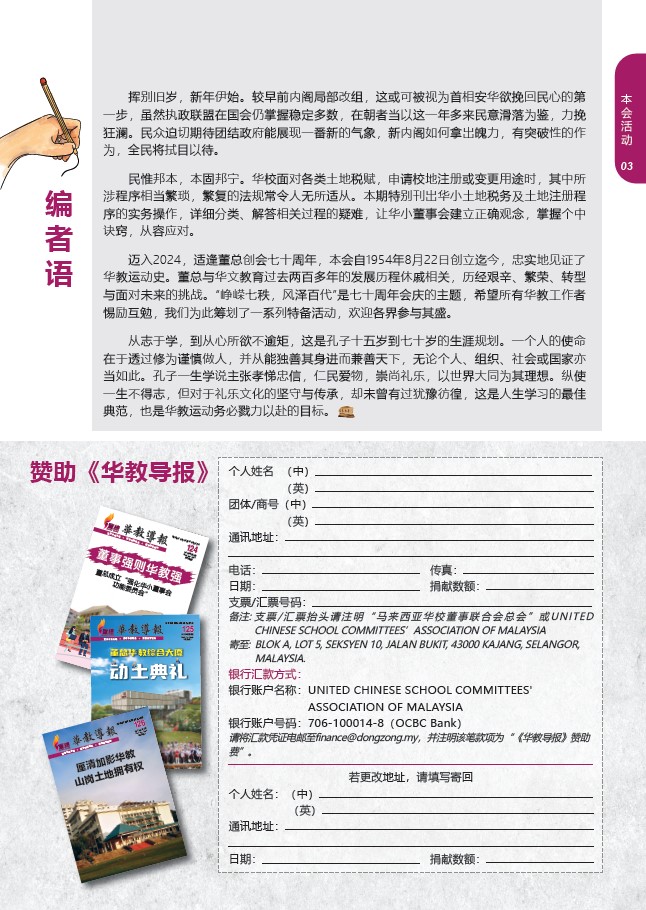 本会活动
03
编者语
挥别旧岁，新年伊始。较早前内阁局部改组，这或可被视为首相安华欲挽回民心的第
一步，虽然执政联盟在国会仍掌握稳定多数，在朝者当以这一年多来民意滑落为鉴，力挽
狂澜。民众迫切期待团结政府能展现一番新的气象，新内阁如何拿出魄力，有突破性的作
为，全民将拭目以待。
民惟邦本，本固邦宁。华校面对各类土地税赋，申请校地注册或变更用途时，其中所
涉程序相当繁琐，繁复的法规常令人无所适从。本期特别刊岀华小土地税务及土地注册程
序的实务操作，详细分类、解答相关过程的疑难，让华小董事会建立正确观念，掌握个中
诀窍，从容应对。
迈入2024，适逢董总创会七十周年，本会自1954年8月22日创立迄今，忠实地见证了
华教运动史。董总与华文教育过去两百多年的发展历程休戚相关，历经艰辛、繁荣、转型
与面对未来的挑战。“峥嵘七秩，风泽百代”是七十周年会庆的主题，希望所有华教工作者
惕励互勉，我们为此筹划了一系列特备活动，欢迎各界参与其盛。
从志于学，到从心所欲不逾矩，这是孔子十五岁到七十岁的生涯规划。一个人的使命
在于透过修为谨慎做人，并从能独善其身进而兼善天下，无论个人、组织、社会或国家亦
当如此。孔子一生学说主张孝悌忠信，仁民爱物，崇尚礼乐，以世界大同为其理想。纵使
一生不得志，但对于礼乐文化的坚守与传承，却未曾有过犹豫彷徨，这是人生学习的最佳
典范，也是华教运动务必戮力以赴的目标。
赞助《华教导报》
華教導報
124
董事强则华教强
董总成立“强化华小董事会
功能委员会”
華教導報
125
董总华教综合大厦
动土典礼
華教導報
126
厘清加影华教
山岗土地拥有权
个人姓名 （中）
（英）
团体/商号（中）
（英）
通讯地址：
电话： 传真：
日期： 捐献数额：
支票/汇票号码：
备注: 支票/汇票抬头请注明“马来西亚华校董事联合会总会”或UNITED
CHINESE SCHOOL COMMITTEES’ ASSOCIATION OF MALAYSIA
寄至: BLOK A, LOT 5, SEKSYEN 10, JALAN BUKIT, 43000 KAJANG, SELANGOR,
MALAYSIA.
银行汇款方式：
银行账户名称：UNITED CHINESE SCHOOL COMMITTEES'
ASSOCIATION OF MALAYSIA
银行账户号码：706-100014-8（OCBC Bank）
请将汇款凭证电邮至finance@dongzong.my，并注明该笔款项为“《华教导报》赞助
费”。
若更改地址，请填写寄回
个人姓名：（中）
（英）
通讯地址：
日期： 捐献数额：